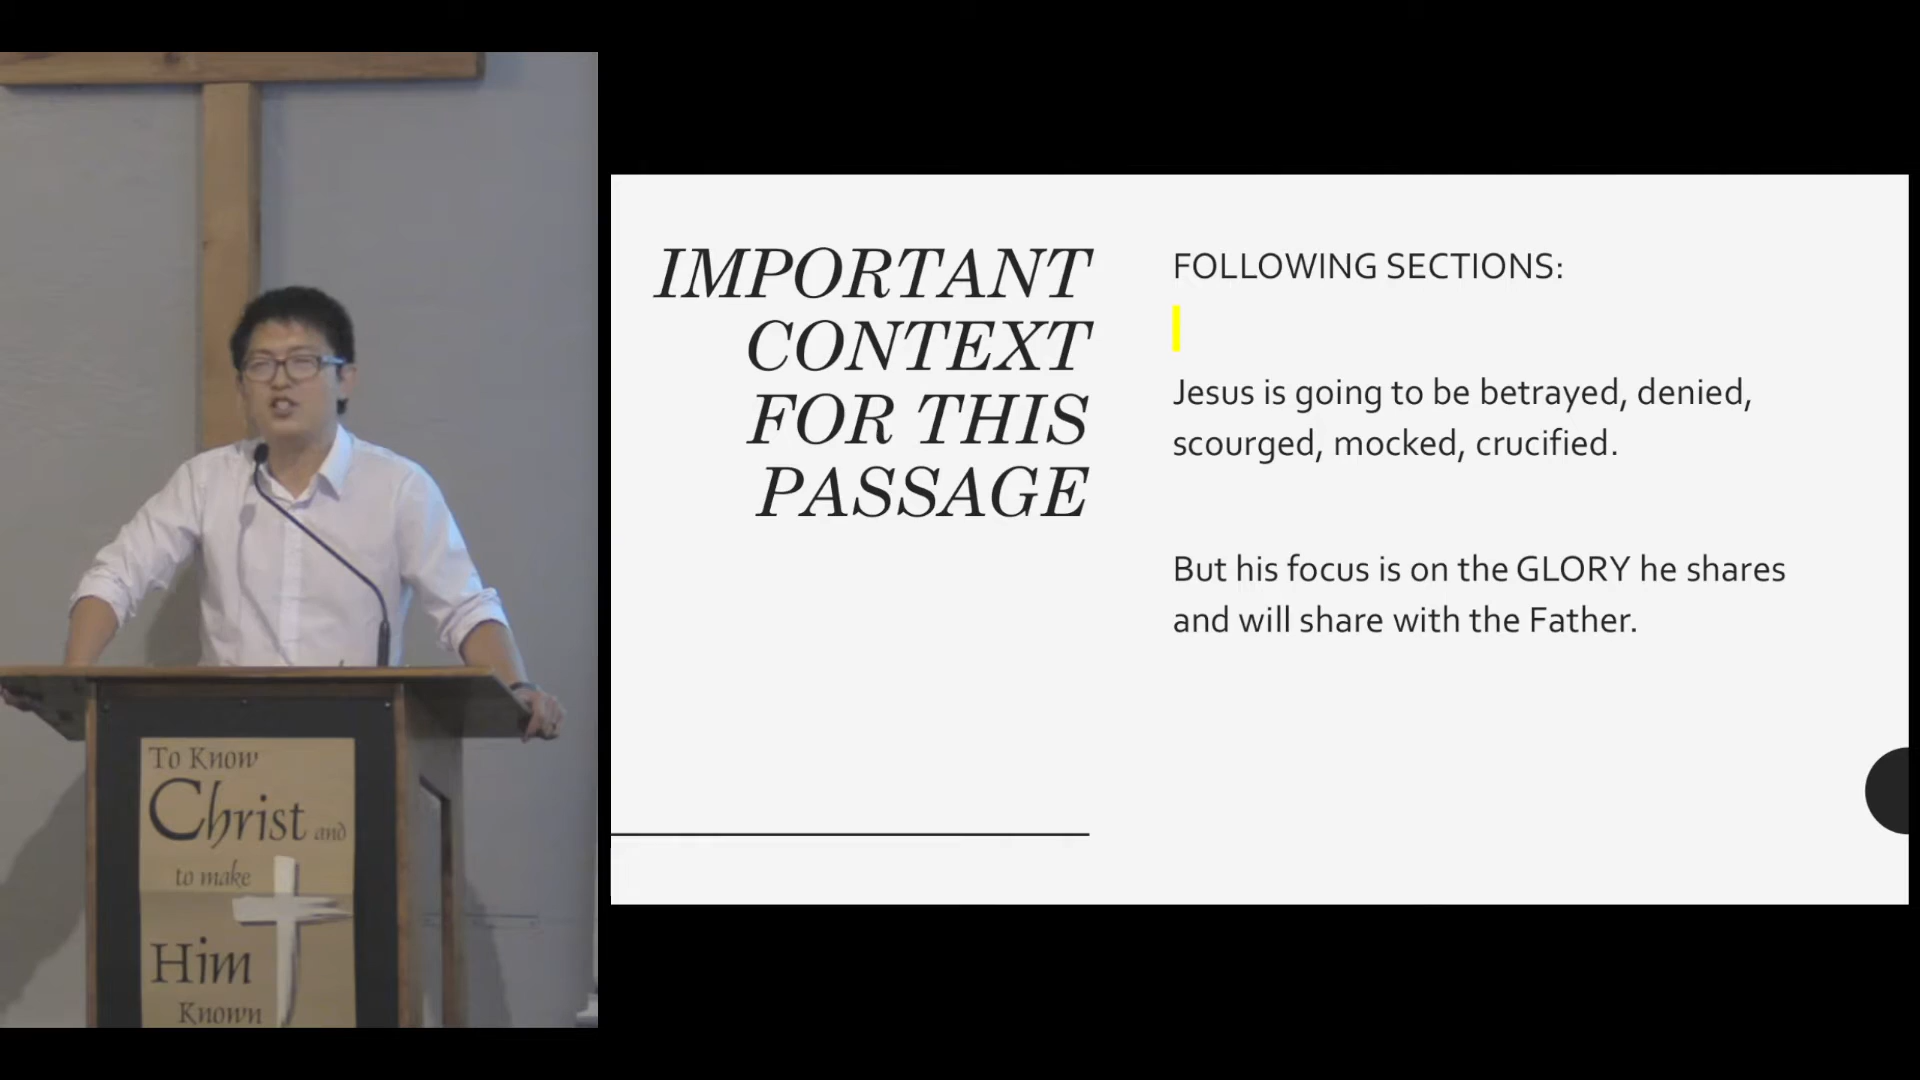 To Know
Christ and
to make
Him
Known
IMPORTANT
CONTEXT
FOR THIS
PASSAGE
FOLLOWING SECTIONS:
Jesus is going to be betrayed, denied,
scourged, mocked, crucified.
But his focus is on the GLORY he shares
and will share with the Father.